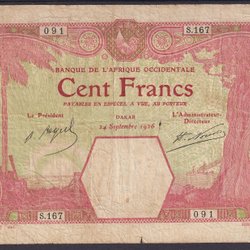 091 S.167
BANQUE DE L'AFRIQUE OCCIDENTALE
Cent Francs
PAYABLES EN ESPÈCES, A VUE, AU PORTEUR
Le Président DAKAR L'Administrateur-
Directeur
24 Septembre 1926
S.167 091